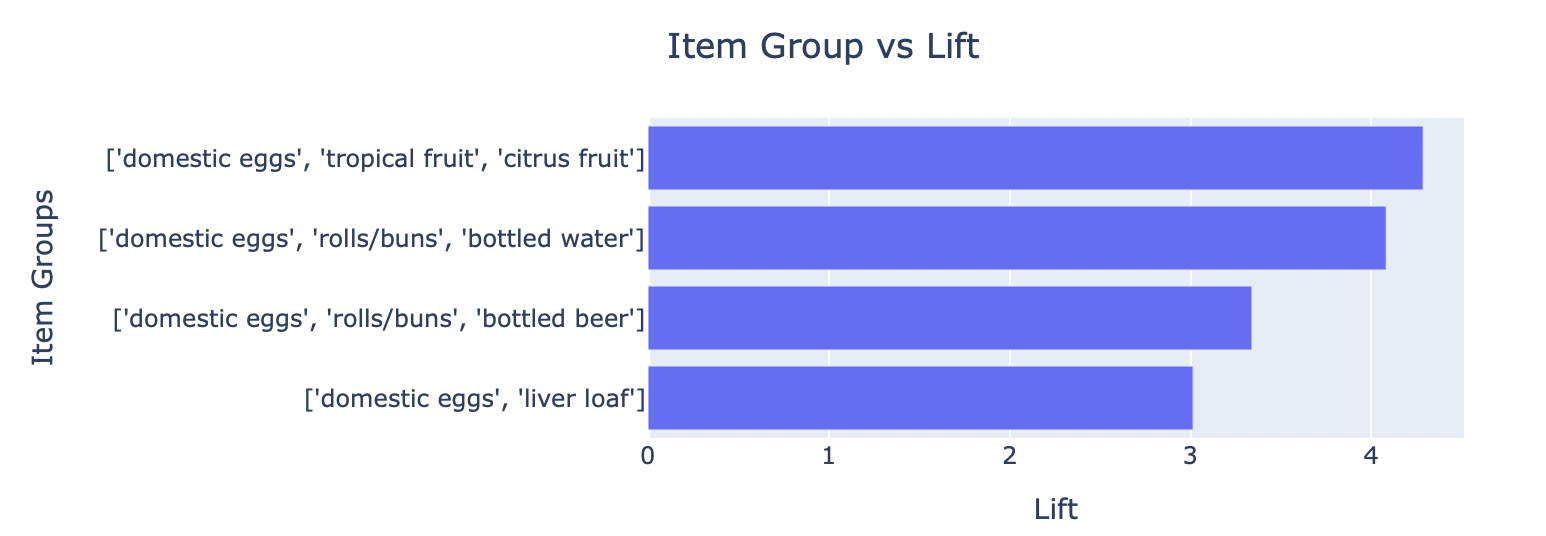 Item Group vs Lift
Item Groups
['domestic eggs', 'tropical fruit', 'citrus fruit']
['domestic eggs', 'rolls/buns', 'bottled water']
['domestic eggs', 'rolls/buns', 'bottled beer']
['domestic eggs', 'liver loaf']
0 1 2 3 4
Lift